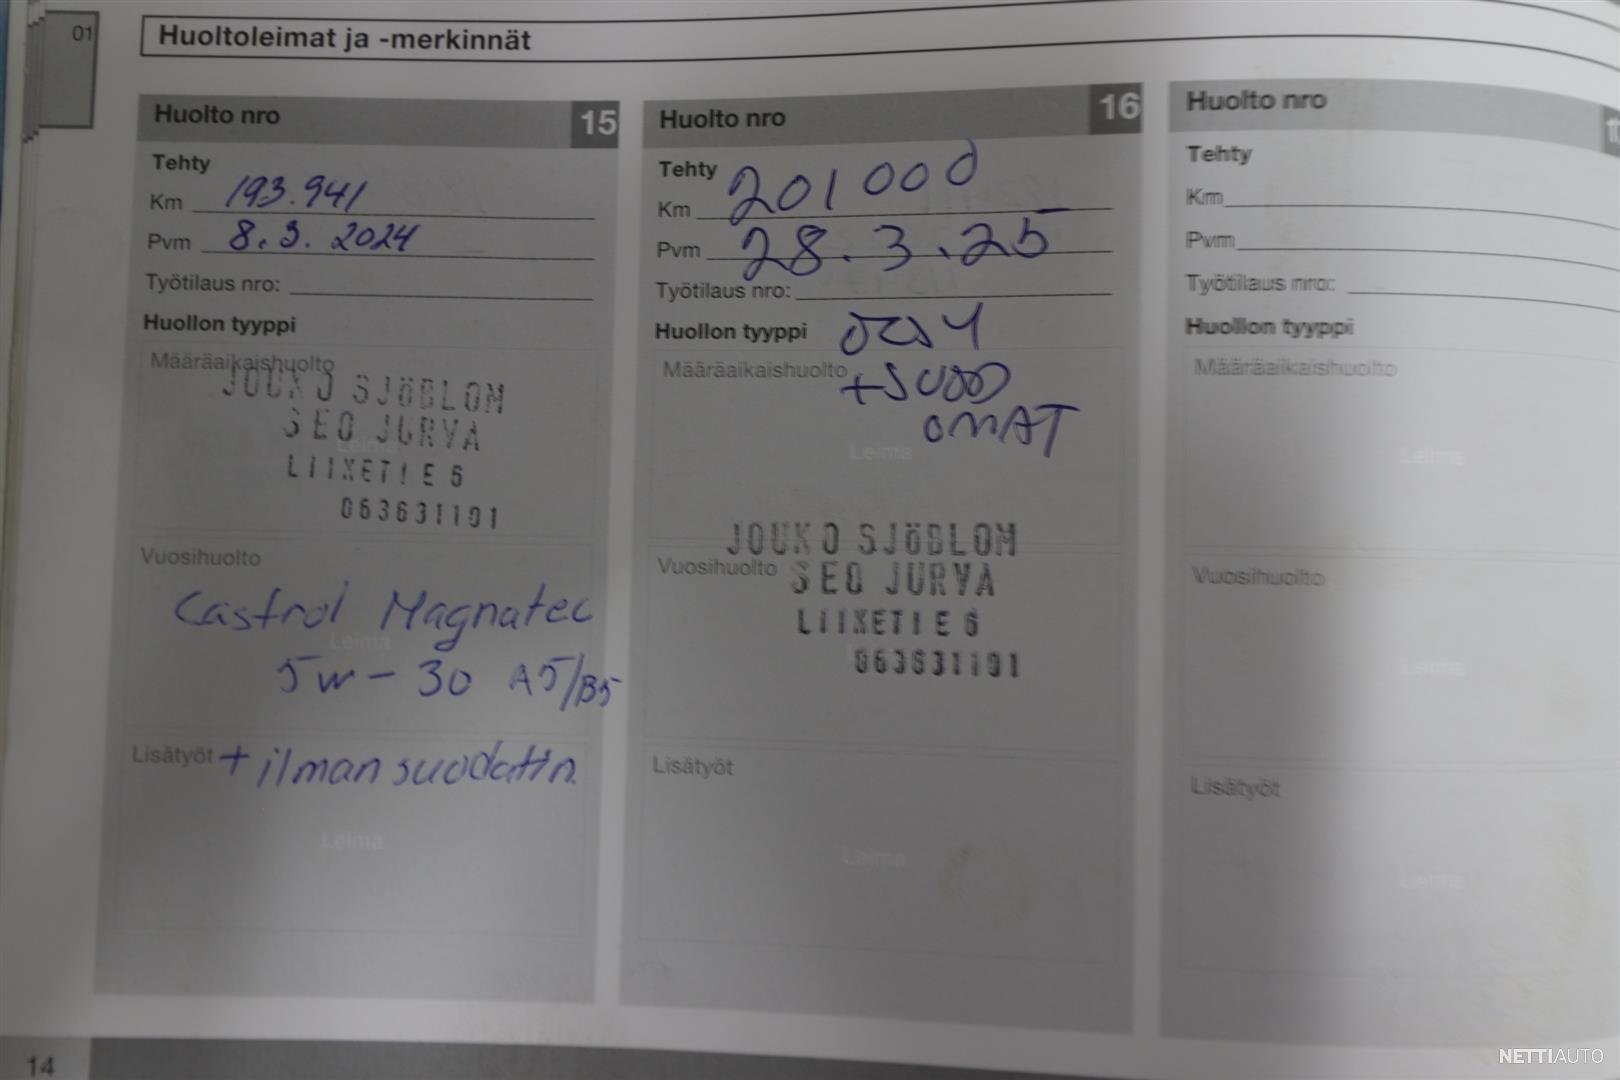 01
Huoltoleimat ja -merkinnät
Huolto nro 15
Tehty
Km 193.941
Pvm 8.3.2024
Työtilaus nro:
Huollon tyyppi
Määräaikaishuolto
JOUKO SJöBLOM
SEO JURVA
Leima
LIIKETIE 6
063631101
Vuosihuolto
Castrol Magnatec
Leima
5w-30 A5/B5
Lisätyöt + ilman suodatin.
Leima
Huolto nro 16
Tehty
Km 201000
Pvm 28.3.25
Työtilaus nro:
Huollon tyyppi
Määräaikaishuolto
+SUOD
OMAT
Leima
JOUKO SJöBLOM
Vuosihuolto
SEO JURVA
LIIKETIE 6
063631101
Lisätyöt
Leima
Huolto nro
Tehty
Km
Pvm
Työtilaus nro:
Huollon tyyppi
Määräaikaishuolto
Leima
Vuosihuolto
Leima
Lisätyöt
Leima
14
NETTIAUTO